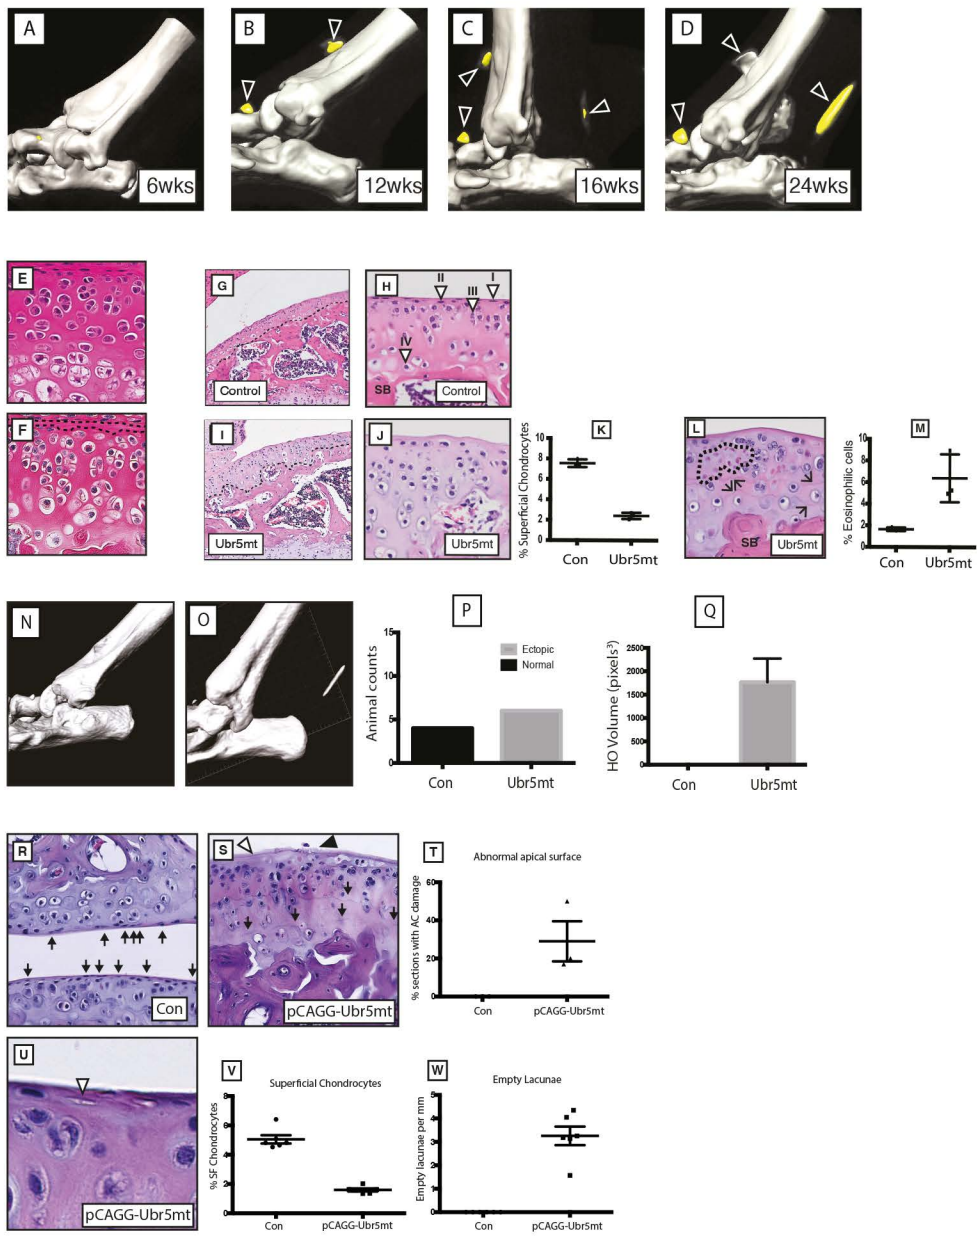 A
B
C
D
6wks
12wks
16wks
24wks
E
G
H
II
I
III
IV
SB
Control
Control
F
I
J
Ubr5mt
Ubr5mt
K
% Superficial Chondrocytes
10
8
6
4
2
0
Con
Ubr5mt
L
SB
Ubr5mt
M
% Eosinophilic cells
10
8
6
4
2
0
Con
Ubr5mt
N
O
P
Animal counts
15
10
5
0
Ectopic
Normal
Con
Ubr5mt
Q
HO Volume (pixels³)
2500
2000
1500
1000
500
0
Con
Ubr5mt
R
Con
S
pCAGG-Ubr5mt
T
Abnormal apical surface
% sections with AC damage
60
40
20
0
Con
pCAGG-Ubr5mt
U
pCAGG-Ubr5mt
V
Superficial Chondrocytes
% SF Chondrocytes
8
6
4
2
0
Con
pCAGG-Ubr5mt
W
Empty Lacunae
Empty lacunae per mm
5
4
3
2
1
0
Con
pCAGG-Ubr5mt